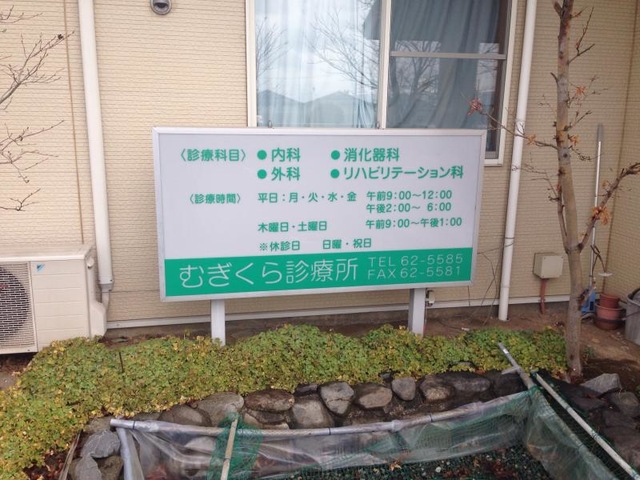 〈診療科目〉 ● 内科 ● 消化器科
● 外科 ● リハビリテーション科
〈診療時間〉 平日：月・火・水・金 午前9：00～12：00
午後2：00～ 6：00
木曜日・土曜日 午前9：00～午後1：00
※休診日 日曜・祝日
むぎくら診療所 TEL 62-5585
FAX 62-5581